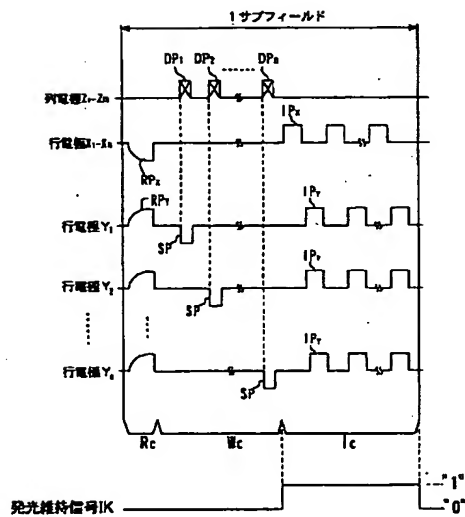 1サブフィールド
DP1 DP2 ........ DPn
列電極Z1-Zm
行電極X1-Xn
IPX
RPX
RPY
IPY
行電極Y1
SP
IPY
行電極Y2
SP
IPY
行電極Yn
SP
Rc Wc Ic
"1"
発光維持信号IK
"0"